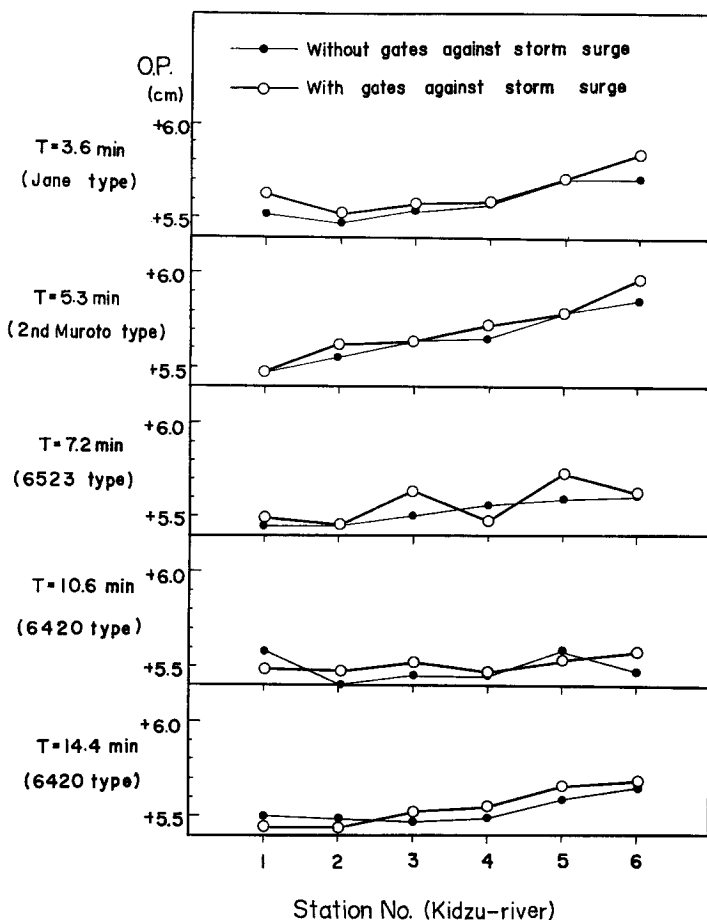 Without gates against storm surge
With gates against storm surge
O.P.
(cm)
+6.0
T=3.6 min
(Jane type)
+5.5
+6.0
T=5.3 min
(2nd Muroto type)
+5.5
+6.0
T=7.2 min
(6523 type)
+5.5
+6.0
T=10.6 min
(6420 type)
+5.5
+6.0
T=14.4 min
(6420 type)
+5.5
1 2 3 4 5 6
Station No. (Kidzu-river)